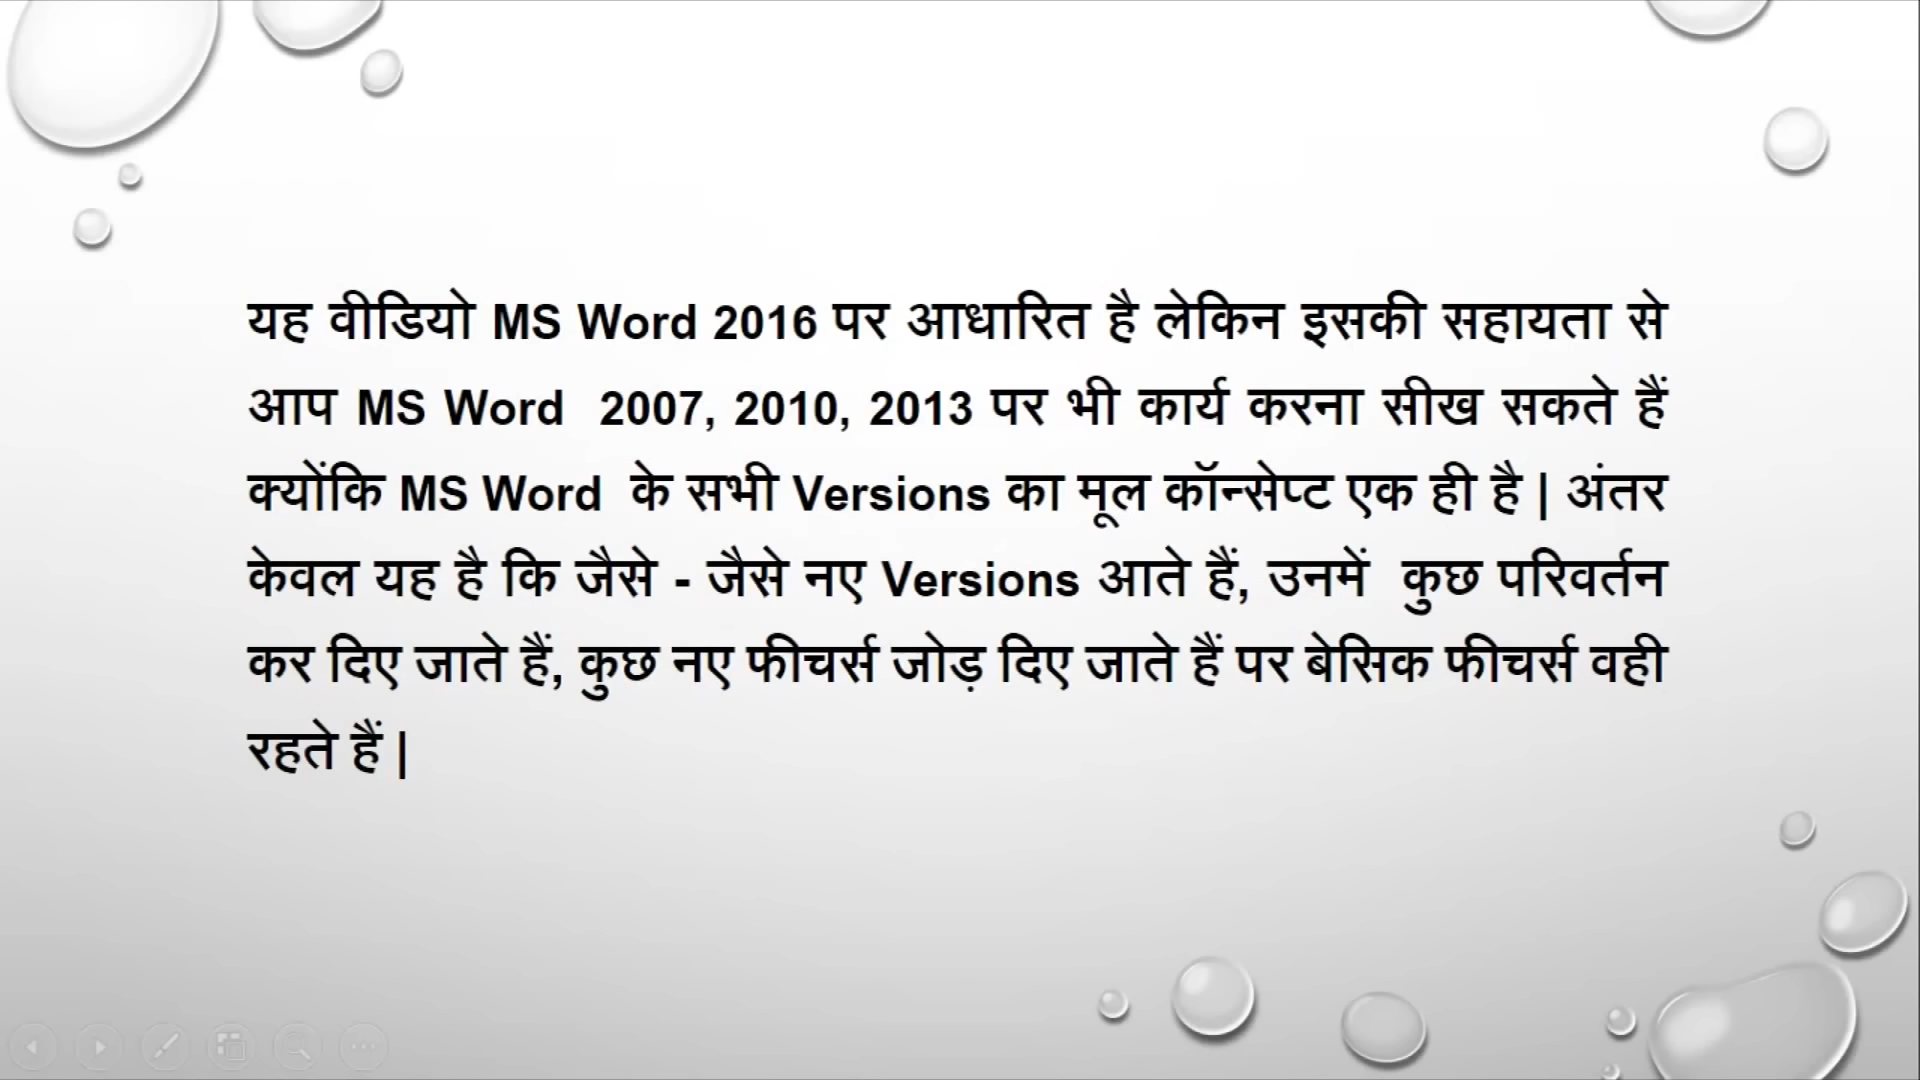 यह वीडियो MS Word 2016 पर आधारित है लेकिन इसकी सहायता से
आप MS Word 2007, 2010, 2013 पर भी कार्य करना सीख सकते हैं
क्योंकि MS Word के सभी Versions का मूल कॉन्सेप्ट एक ही है | अंतर
केवल यह है कि जैसे - जैसे नए Versions आते हैं, उनमें कुछ परिवर्तन
कर दिए जाते हैं, कुछ नए फीचर्स जोड़ दिए जाते हैं पर बेसिक फीचर्स वही
रहते हैं |